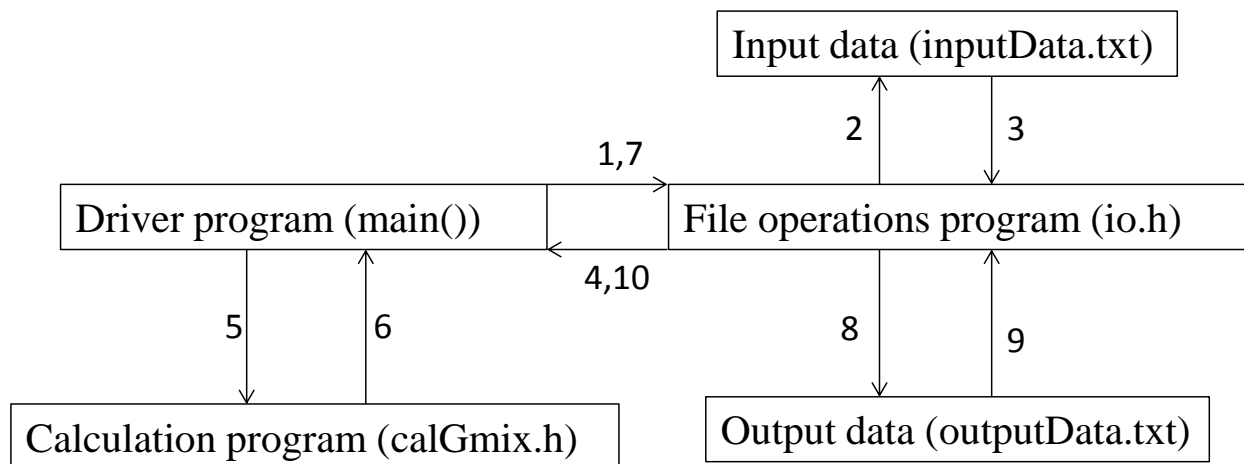 Input data (inputData.txt)
2
3
1,7
Driver program (main())
File operations program (io.h)
4,10
5
6
8
9
Calculation program (calGmix.h)
Output data (outputData.txt)